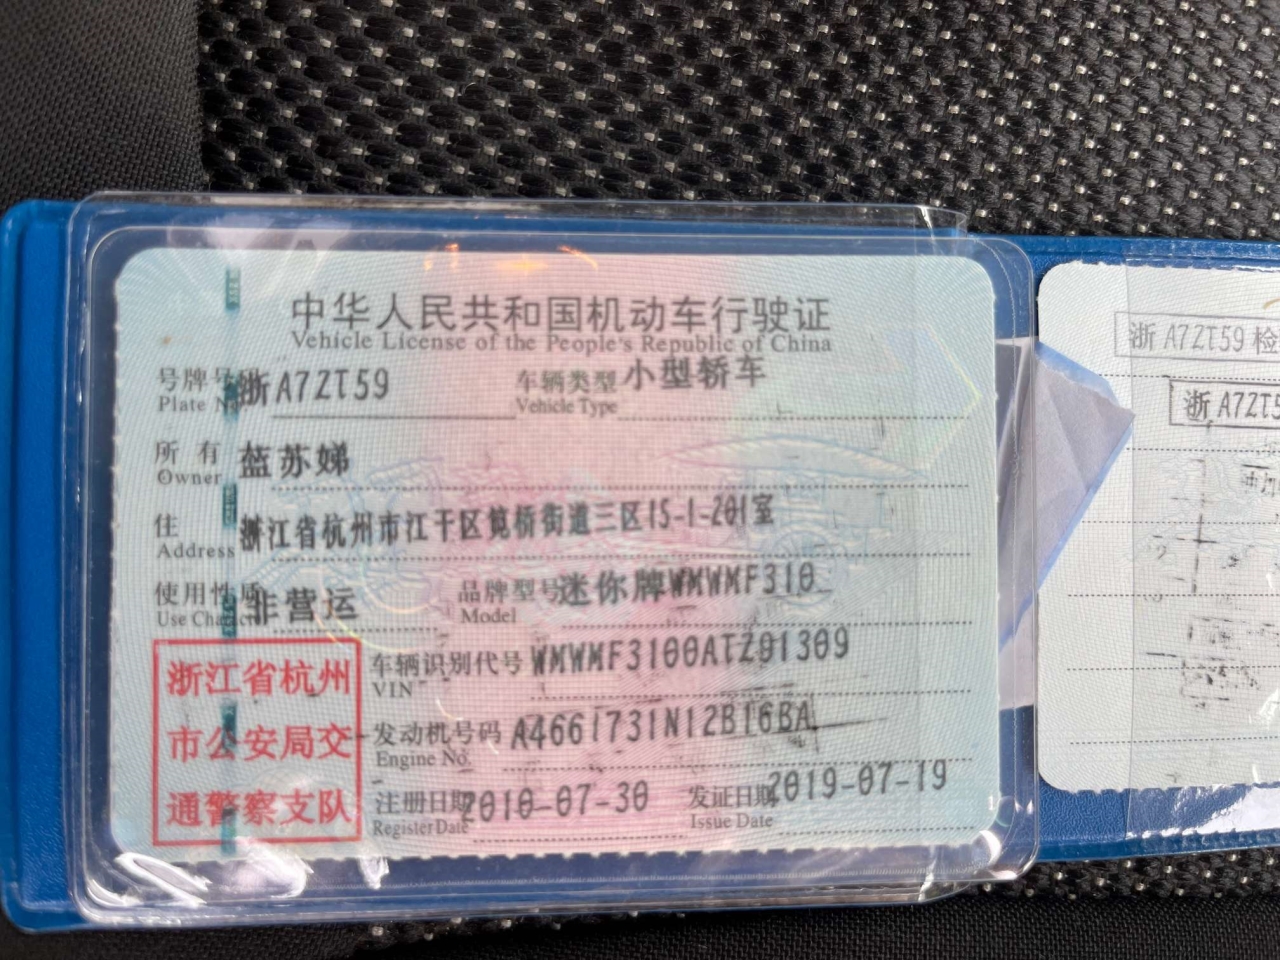 中华人民共和国机动车行驶证
Vehicle License of the People's Republic of China
号牌号码 浙A7ZT59 车辆类型 小型轿车
Plate No. Vehicle Type
所有 蓝苏娣
Owner
住 浙江省杭州市江干区笕桥街道三区15-1-201室
Address
使用性质 非营运 品牌型号 迷你牌WMWMF310
Use Character Model
车辆识别代号 WMWMF3100ATZ01309
VIN
发动机号码 A4661731N12B16BA
Engine No.
注册日期 2010-07-30 发证日期 2019-07-19
Register Date Issue Date
浙江省杭州
市公安局交
通警察支队
浙A7ZT59 检
浙A7ZT5